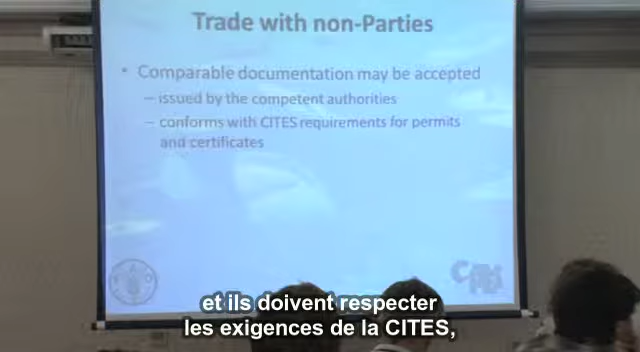 Trade with non-Parties
• Comparable documentation may be accepted
– issued by the competent authorities
– conforms with CITES requirements for permits
and certificates
et ils doivent respecter
les exigences de la CITES,